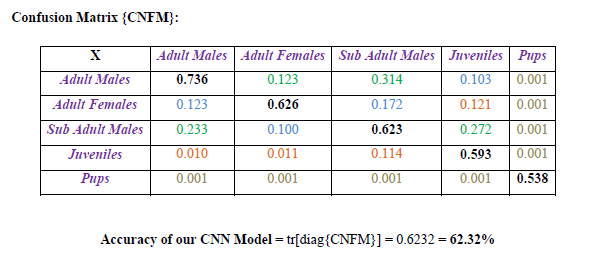 Confusion Matrix {CNFM}:
X Adult Males Adult Females Sub Adult Males Juveniles Pups
Adult Males 0.736 0.123 0.314 0.103 0.001
Adult Females 0.123 0.626 0.172 0.121 0.001
Sub Adult Males 0.233 0.100 0.623 0.272 0.001
Juveniles 0.010 0.011 0.114 0.593 0.001
Pups 0.001 0.001 0.001 0.001 0.538
Accuracy of our CNN Model = tr[diag{CNFM}] = 0.6232 = 62.32%